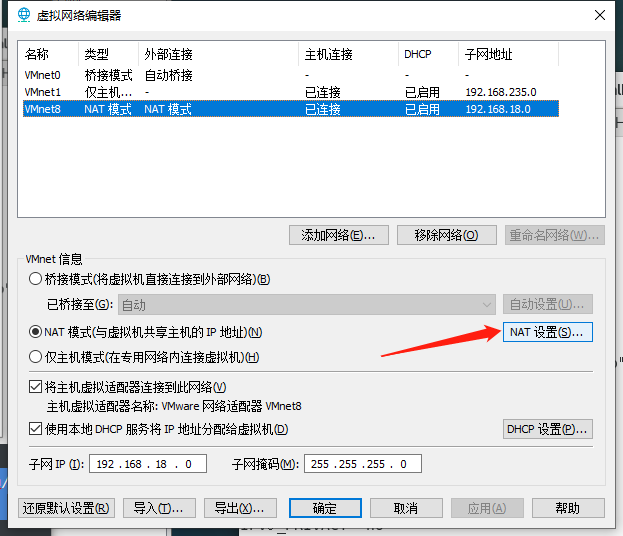 虚拟网络编辑器
名称 类型 外部连接 主机连接 DHCP 子网地址
VMnet0 桥接模式 自动桥接 - - -
VMnet1 仅主机... - 已连接 已启用 192.168.235.0
VMnet8 NAT 模式 NAT 模式 已连接 已启用 192.168.18.0
添加网络(E)... 移除网络(O) 重命名网络(W)...
VMnet 信息
桥接模式(将虚拟机直接连接到外部网络)(B)
已桥接至(G): 自动 自动设置(U)...
NAT 模式(与虚拟机共享主机的 IP 地址)(N) NAT 设置(S)...
仅主机模式(在专用网络内连接虚拟机)(H)
将主机虚拟适配器连接到此网络(V)
主机虚拟适配器名称: VMware 网络适配器 VMnet8
使用本地 DHCP 服务将 IP 地址分配给虚拟机(D) DHCP 设置(P)...
子网 IP (I): 192 . 168 . 18 . 0 子网掩码(M): 255 . 255 . 255 . 0
还原默认设置(R) 导入(T)... 导出(X)... 确定 取消 应用(A) 帮助